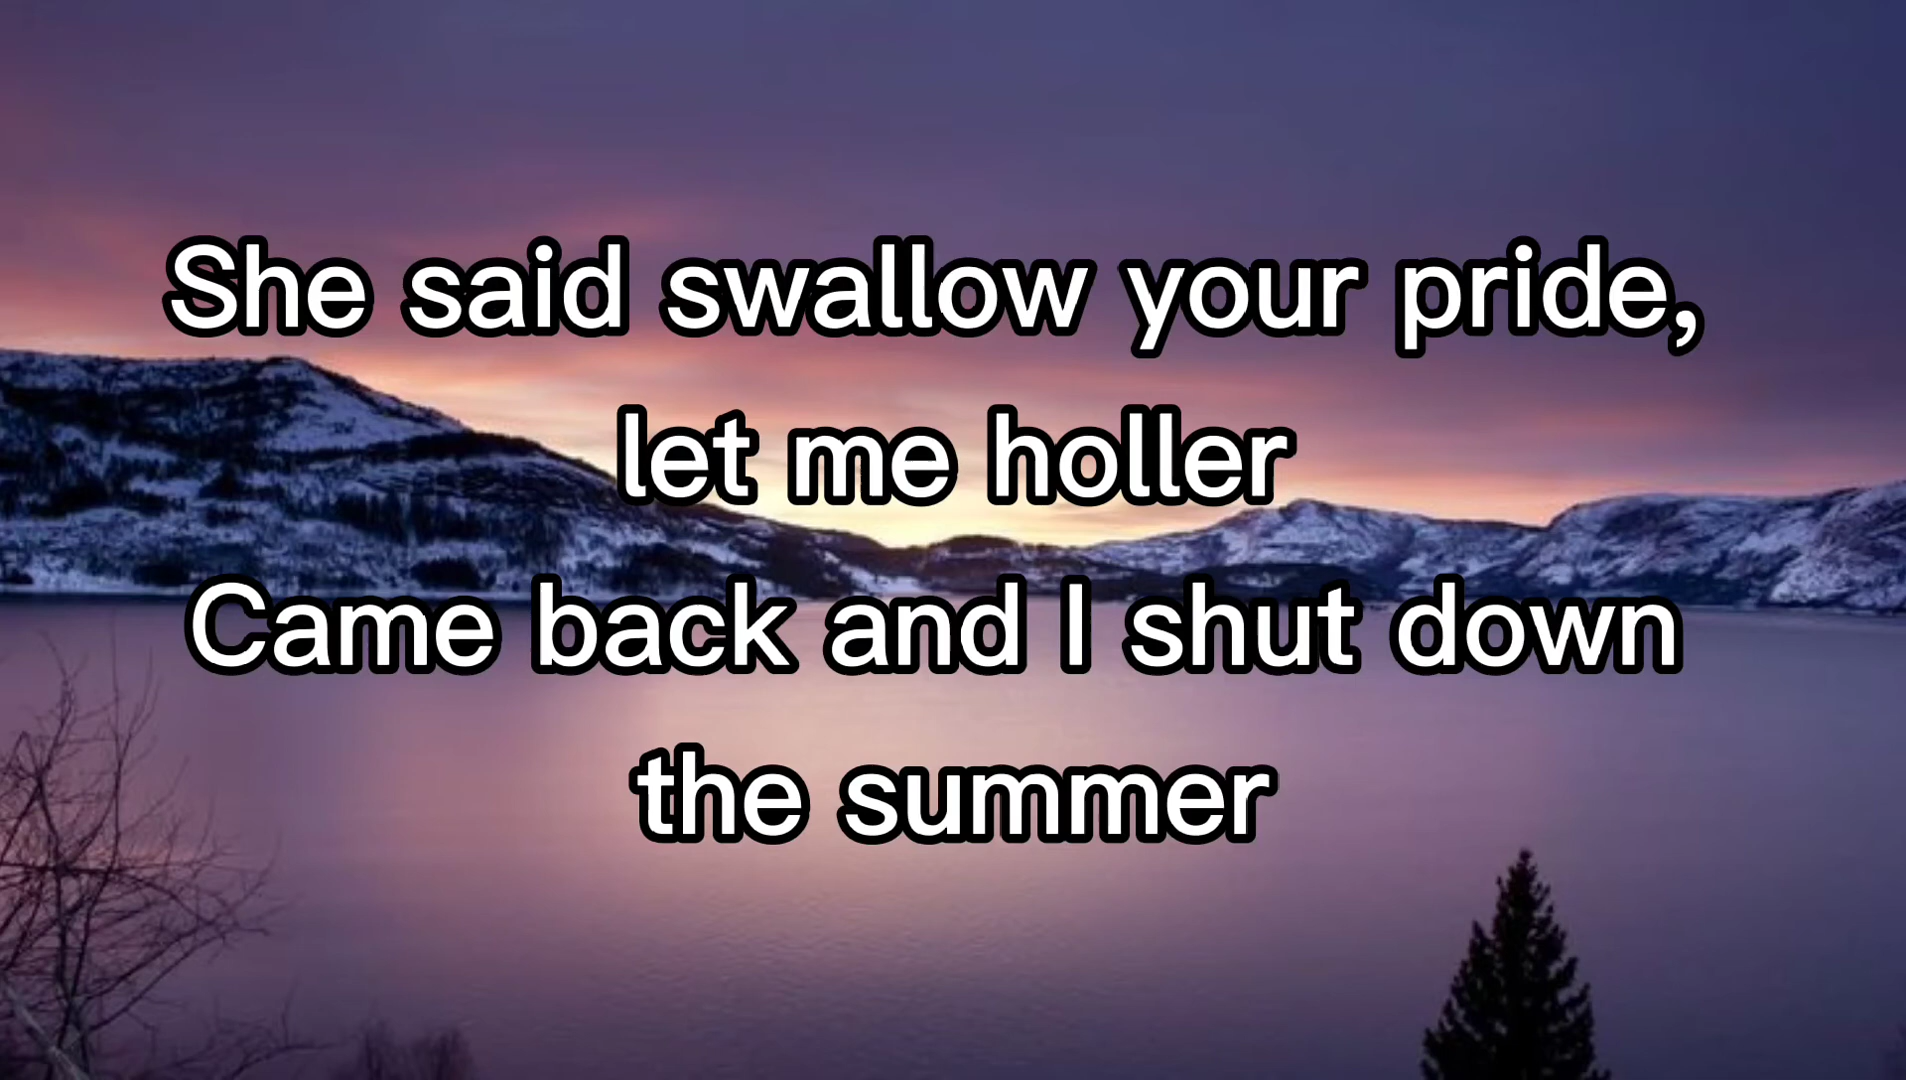 She said swallow your pride,
let me holler
Came back and I shut down
the summer